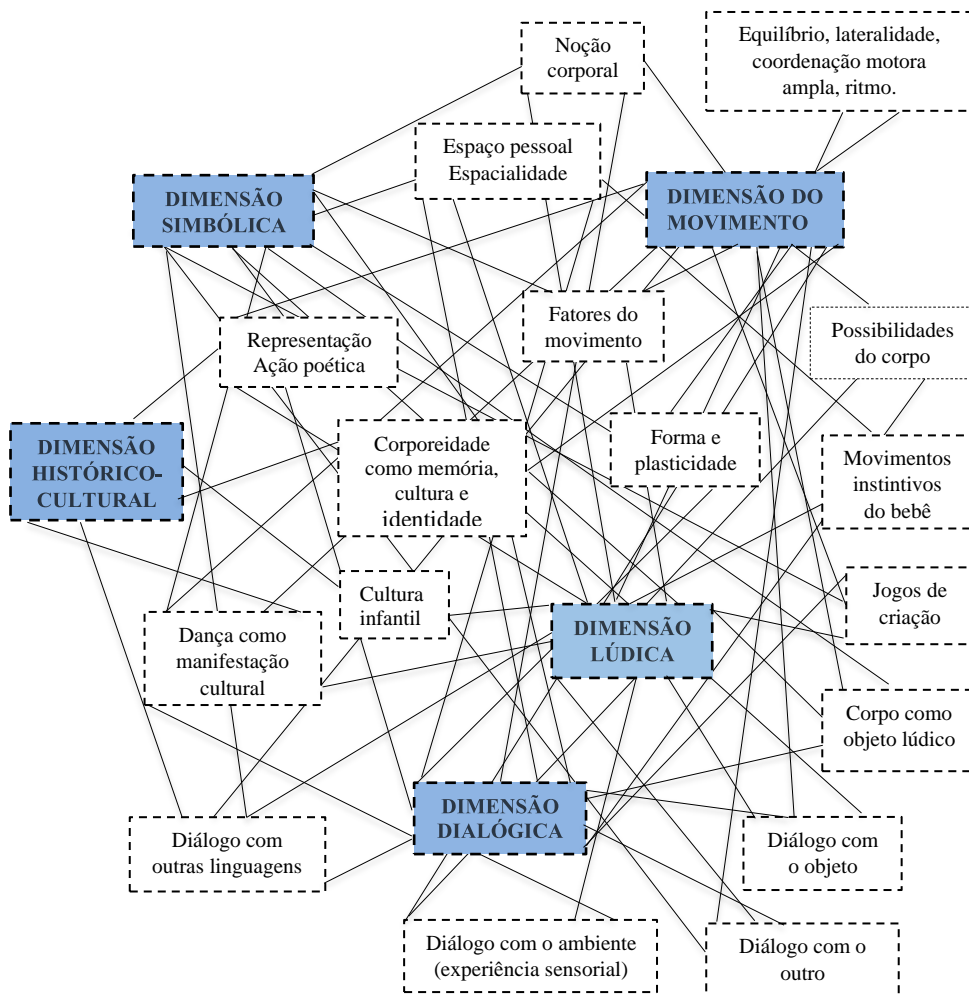 Noção
corporal
Equilíbrio, lateralidade,
coordenação motora
ampla, ritmo.
Espaço pessoal
Espacialidade
DIMENSÃO
SIMBÓLICA
DIMENSÃO DO
MOVIMENTO
Representação
Ação poética
Fatores do
movimento
Possibilidades
do corpo
DIMENSÃO
HISTÓRICO-
CULTURAL
Corporeidade
como memória,
cultura e
identidade
Forma e
plasticidade
Movimentos
instintivos
do bebê
Cultura
infantil
Jogos de
criação
Dança como
manifestação
cultural
DIMENSÃO
LÚDICA
Corpo como
objeto lúdico
DIMENSÃO
DIALÓGICA
Diálogo com
outras linguagens
Diálogo com
o objeto
Diálogo com o ambiente
(experiência sensorial)
Diálogo com o
outro